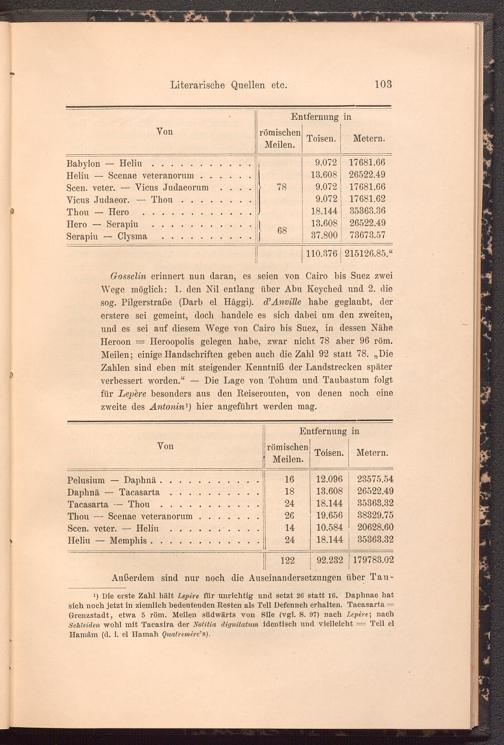 Literarische Quellen etc. 103
Von
Entfernung in
römischen Meilen. Toisen. Metern.
Babylon — Heliu . . . . . . . . . . 9.072 17681.66
Heliu — Scenae veteranorum . . . . . 13.608 26522.49
Scen. veter. — Vicus Judaeorum . . . . 78 9.072 17681.66
Vicus Judaeor. — Thou . . . . . . . 9.072 17681.62
Thou — Hero . . . . . . . . . . 18.144 35363.36
Hero — Serapiu . . . . . . . . . 68 13.608 26522.49
Serapiu — Clysma . . . . . . . . 37.800 73673.57
110.376 215126.85.“
Gosselin erinnert nun daran, es seien von Cairo bis Suez zwei
Wege möglich: 1. den Nil entlang über Abu Keyched und 2. die
sog. Pilgerstraße (Darb el Hâggi). d'Anville habe geglaubt, der
erstere sei gemeint, doch handele es sich dabei um den zweiten,
und es sei auf diesem Wege von Cairo bis Suez, in dessen Nähe
Heroon = Heroopolis gelegen habe, zwar nicht 78 aber 96 röm.
Meilen; einige Handschriften geben auch die Zahl 92 statt 78. „Die
Zahlen sind eben mit steigender Kenntniß der Landstrecken später
verbessert worden.“ — Die Lage von Tohum und Taubastum folgt
für Lepère besonders aus den Reiserouten, von denen noch eine
zweite des Antonin¹) hier angeführt werden mag.
Von
Entfernung in
römischen Meilen. Toisen. Metern.
Pelusium — Daphnä . . . . . . . . . 16 12.096 23575.54
Daphnä — Tacasarta . . . . . . . . 18 13.608 26522.49
Tacasarta — Thou . . . . . . . . . 24 18.144 35363.32
Thou — Scenae veteranorum . . . . . . 26 19.656 38329.75
Scen. veter. — Heliu . . . . . . . . 14 10.584 20628.60
Heliu — Memphis . . . . . . . . . . 24 18.144 35363.32
122 92.232 179783.02
Außerdem sind nur noch die Auseinandersetzungen über Tau-
¹) Die erste Zahl hält Lepère für unrichtig und setzt 26 statt 16. Daphnae hat
sich noch jetzt in ziemlich bedeutenden Resten als Tell Defenneh erhalten. Tacasarta =
Grenzstadt, etwa 5 röm. Meilen südwärts von Sile (vgl. S. 97) nach Lepère; nach
Schleiden wohl mit Tacasira der Notitia dignitatum identisch und vielleicht = Tell el
Hamâm (d. i. el Hamah Quatremère's).